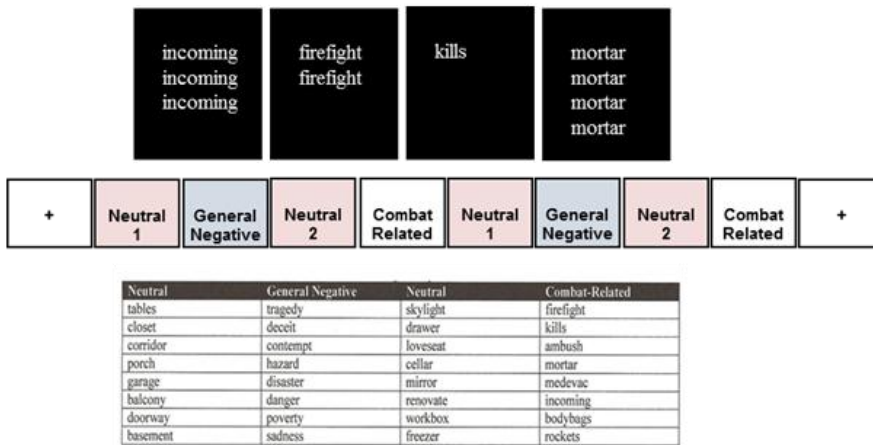 incoming firefight kills mortar
incoming firefight mortar
incoming mortar
mortar
+ Neutral 1 General Negative Neutral 2 Combat Related Neutral 1 General Negative Neutral 2 Combat Related +
Neutral General Negative Neutral Combat-Related
tables tragedy skylight firefight
closet deceit drawer kills
corridor contempt loveseat ambush
porch hazard cellar mortar
garage disaster mirror medevac
balcony danger renovate incoming
doorway poverty workbox bodybags
basement sadness freezer rockets